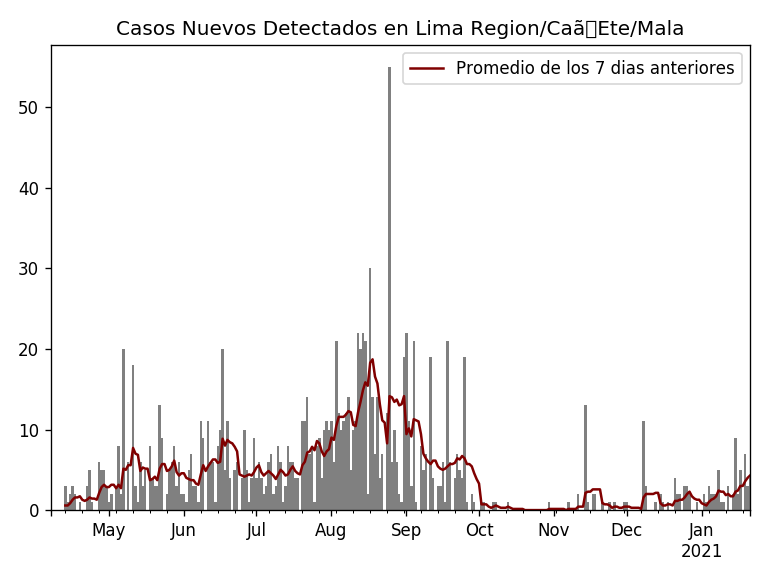 Casos Nuevos Detectados en Lima Region/Caã▯Ete/Mala
Promedio de los 7 dias anteriores
50
40
30
20
10
0
May Jun Jul Aug Sep Oct Nov Dec Jan
2021